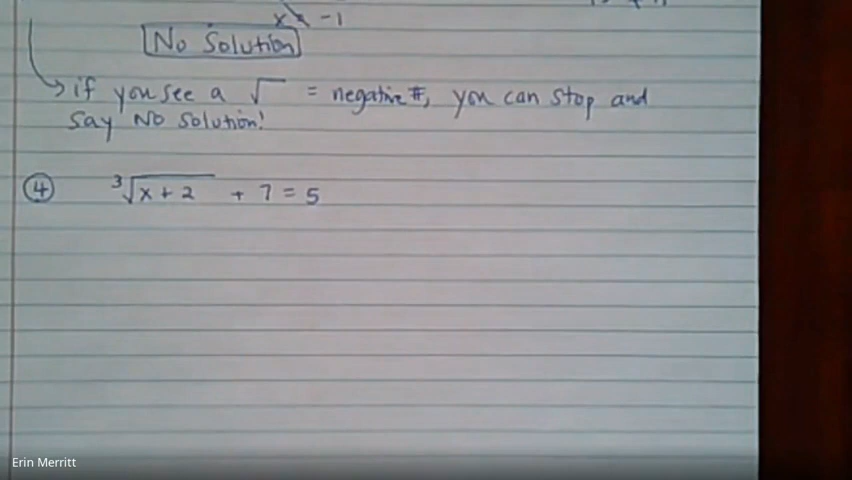 x = -1
No Solution
if you see a √ = negative #, you can stop and
say No solution!
④ ³√(x + 2) + 7 = 5
Erin Merritt